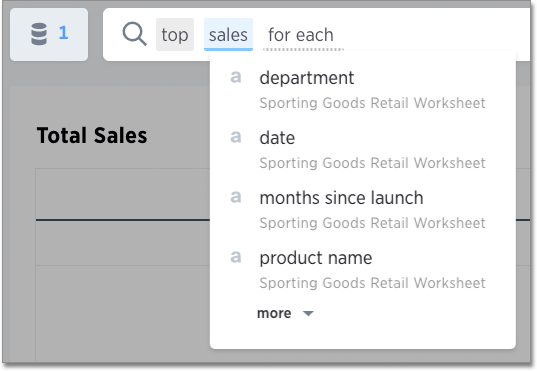 1 top sales for each
a department
Sporting Goods Retail Worksheet
a date
Sporting Goods Retail Worksheet
Total Sales
a months since launch
Sporting Goods Retail Worksheet
a product name
Sporting Goods Retail Worksheet
more